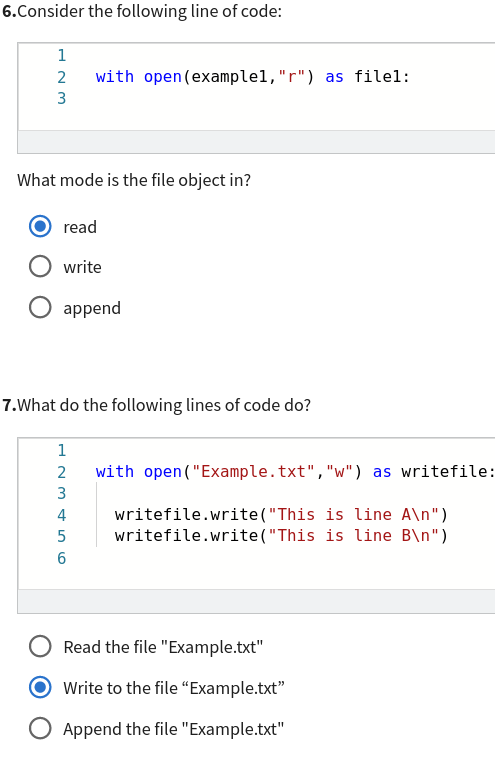 6.Consider the following line of code:
1
2 with open(example1,"r") as file1:
3
What mode is the file object in?
read
write
append
7.What do the following lines of code do?
1
2 with open("Example.txt","w") as writefile:
3
4 writefile.write("This is line A\n")
5 writefile.write("This is line B\n")
6
Read the file "Example.txt"
Write to the file “Example.txt”
Append the file "Example.txt"